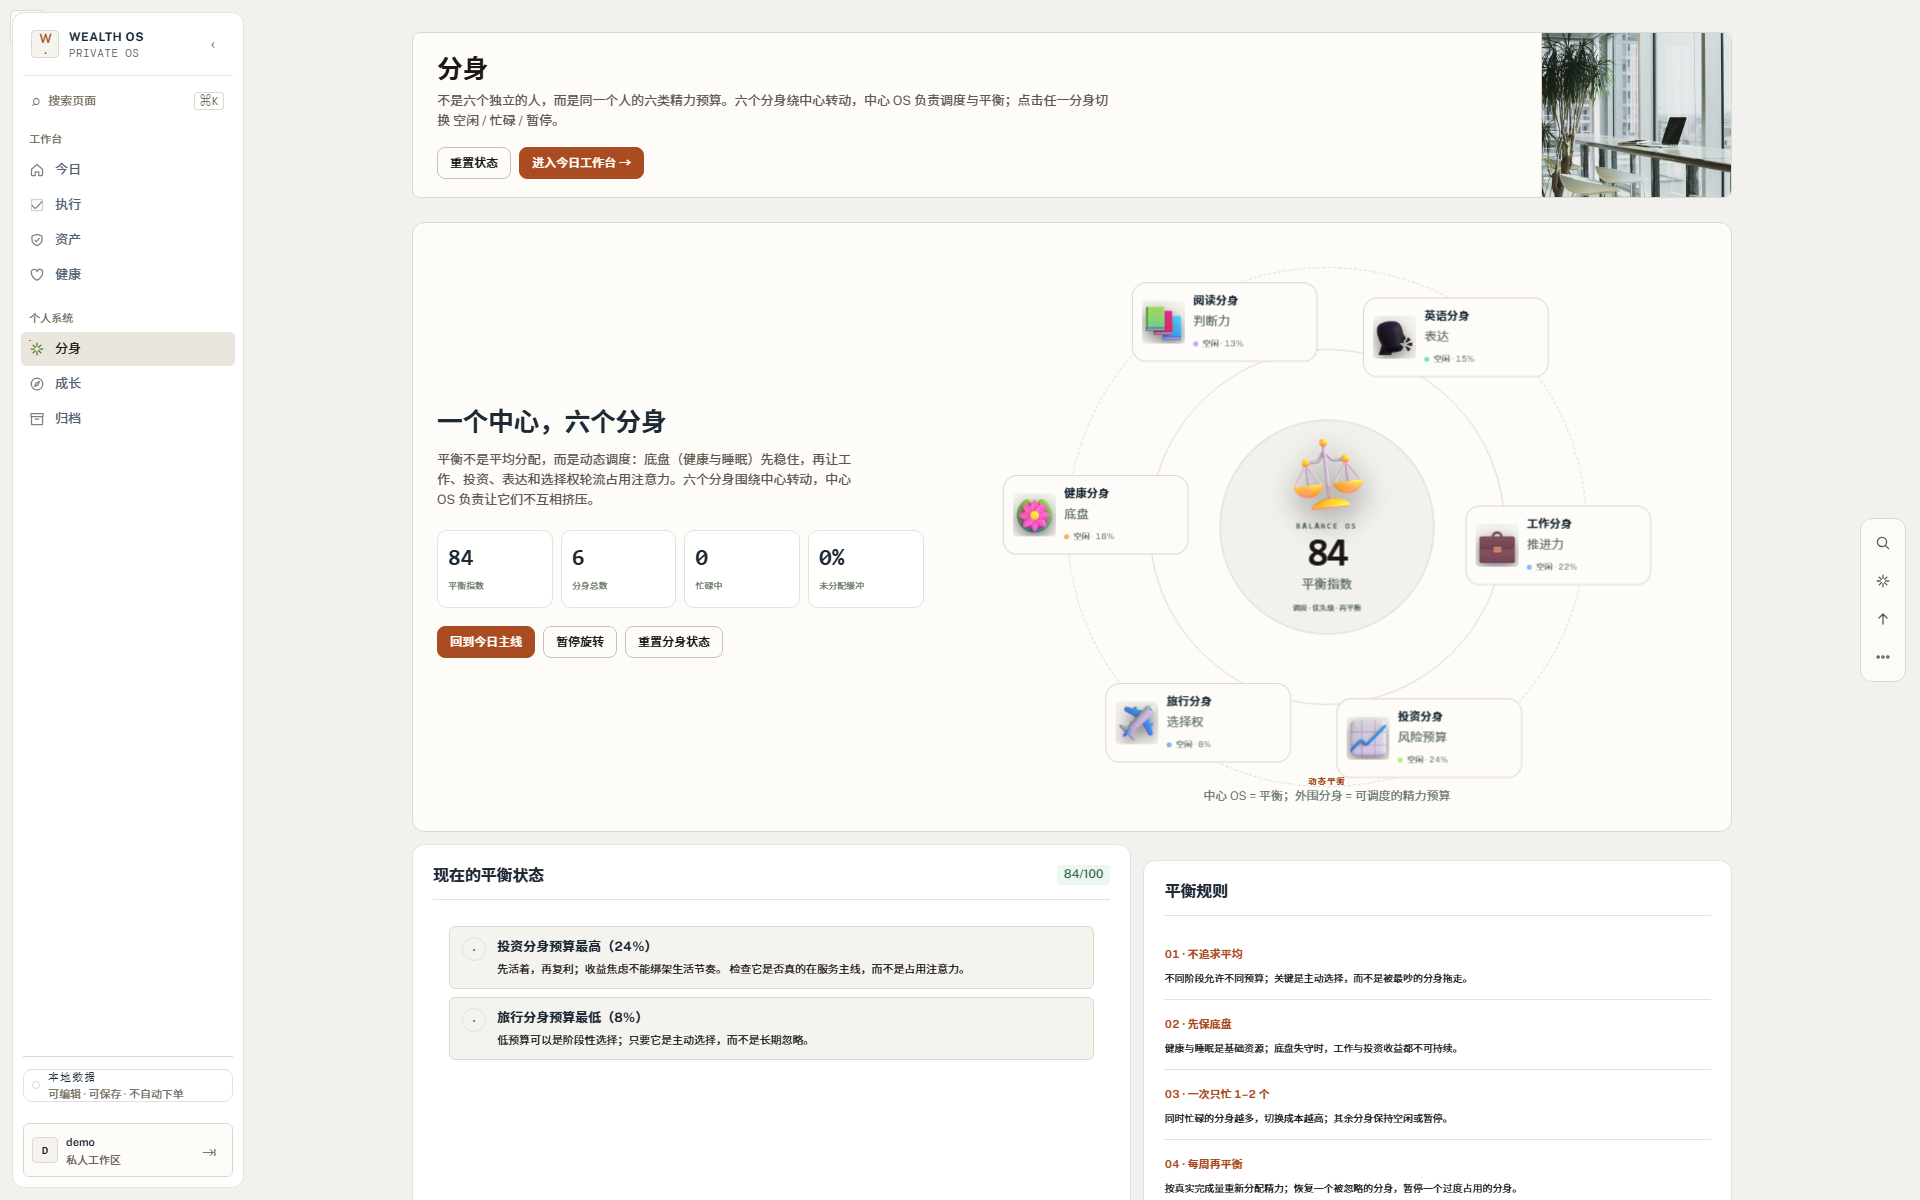 W
WEALTH OS
PRIVATE OS
‹
搜索页面
⌘K
工作台
今日
执行
资产
健康
个人系统
分身
成长
归档
本地数据
可编辑 · 可保存 · 不自动下单
D
demo
私人工作区
分身
不是六个独立的人，而是同一个人的六类精力预算。六个分身绕中心转动，中心 OS 负责调度与平衡；点击任一分身切
换 空闲 / 忙碌 / 暂停。
重置状态
进入今日工作台 →
一个中心，六个分身
平衡不是平均分配，而是动态调度：底盘（健康与睡眠）先稳住，再让工
作、投资、表达和选择权轮流占用注意力。六个分身围绕中心转动，中心
OS 负责让它们不互相挤压。
84
平衡指数
6
分身总数
0
忙碌中
0%
未分配缓冲
回到今日主线
暂停旋转
重置分身状态
阅读分身
判断力
空闲 · 13%
英语分身
表达
空闲 · 15%
健康分身
底盘
空闲 · 18%
BALANCE OS
84
平衡指数
调度 · 优先级 · 再平衡
工作分身
推进力
空闲 · 22%
旅行分身
选择权
空闲 · 8%
投资分身
风险预算
空闲 · 24%
动态平衡
中心 OS = 平衡；外围分身 = 可调度的精力预算
现在的平衡状态
84/100
投资分身预算最高（24%）
先活着，再复利；收益焦虑不能绑架生活节奏。 检查它是否真的在服务主线，而不是占用注意力。
旅行分身预算最低（8%）
低预算可以是阶段性选择；只要它是主动选择，而不是长期忽略。
平衡规则
01 · 不追求平均
不同阶段允许不同预算；关键是主动选择，而不是被最吵的分身拖走。
02 · 先保底盘
健康与睡眠是基础资源；底盘失守时，工作与投资收益都不可持续。
03 · 一次只忙 1–2 个
同时忙碌的分身越多，切换成本越高；其余分身保持空闲或暂停。
04 · 每周再平衡
按真实完成量重新分配精力；恢复一个被忽略的分身，暂停一个过度占用的分身。